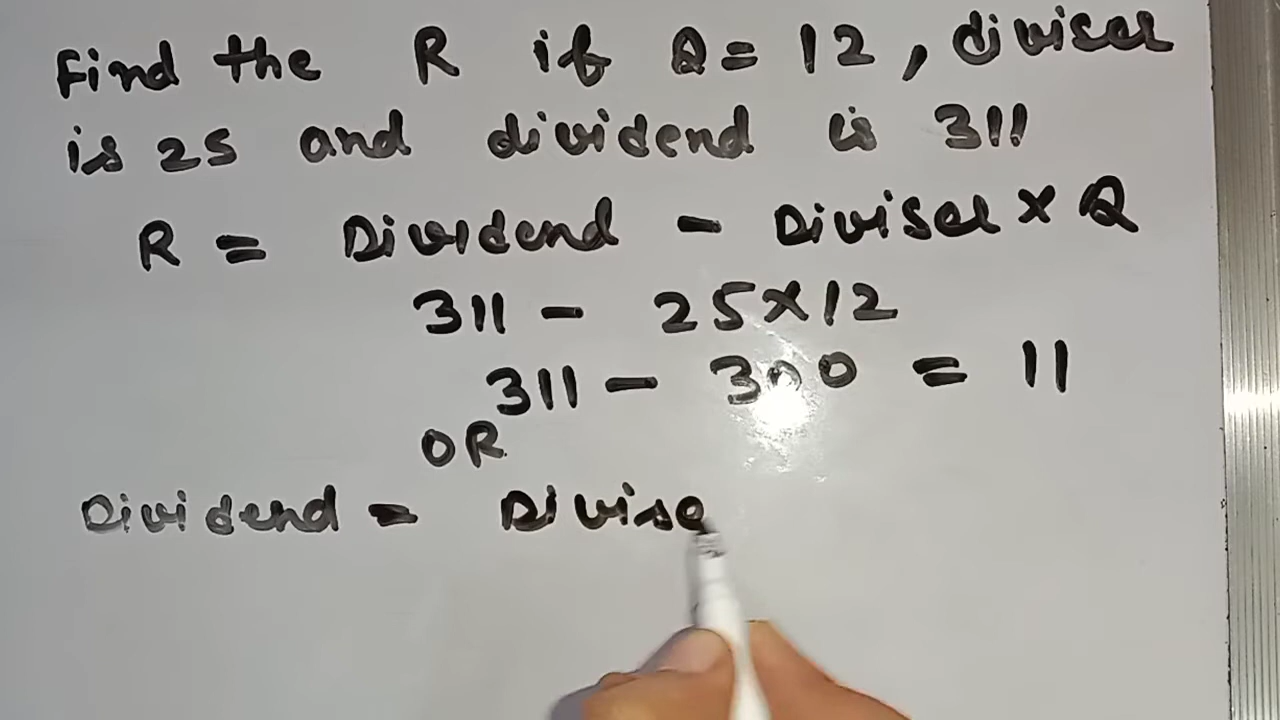 Find the R if Q = 12, divisor
is 25 and dividend is 311
R = Dividend - Divisor × Q
311 - 25×12
311 - 300 = 11
OR
Dividend = Diviso